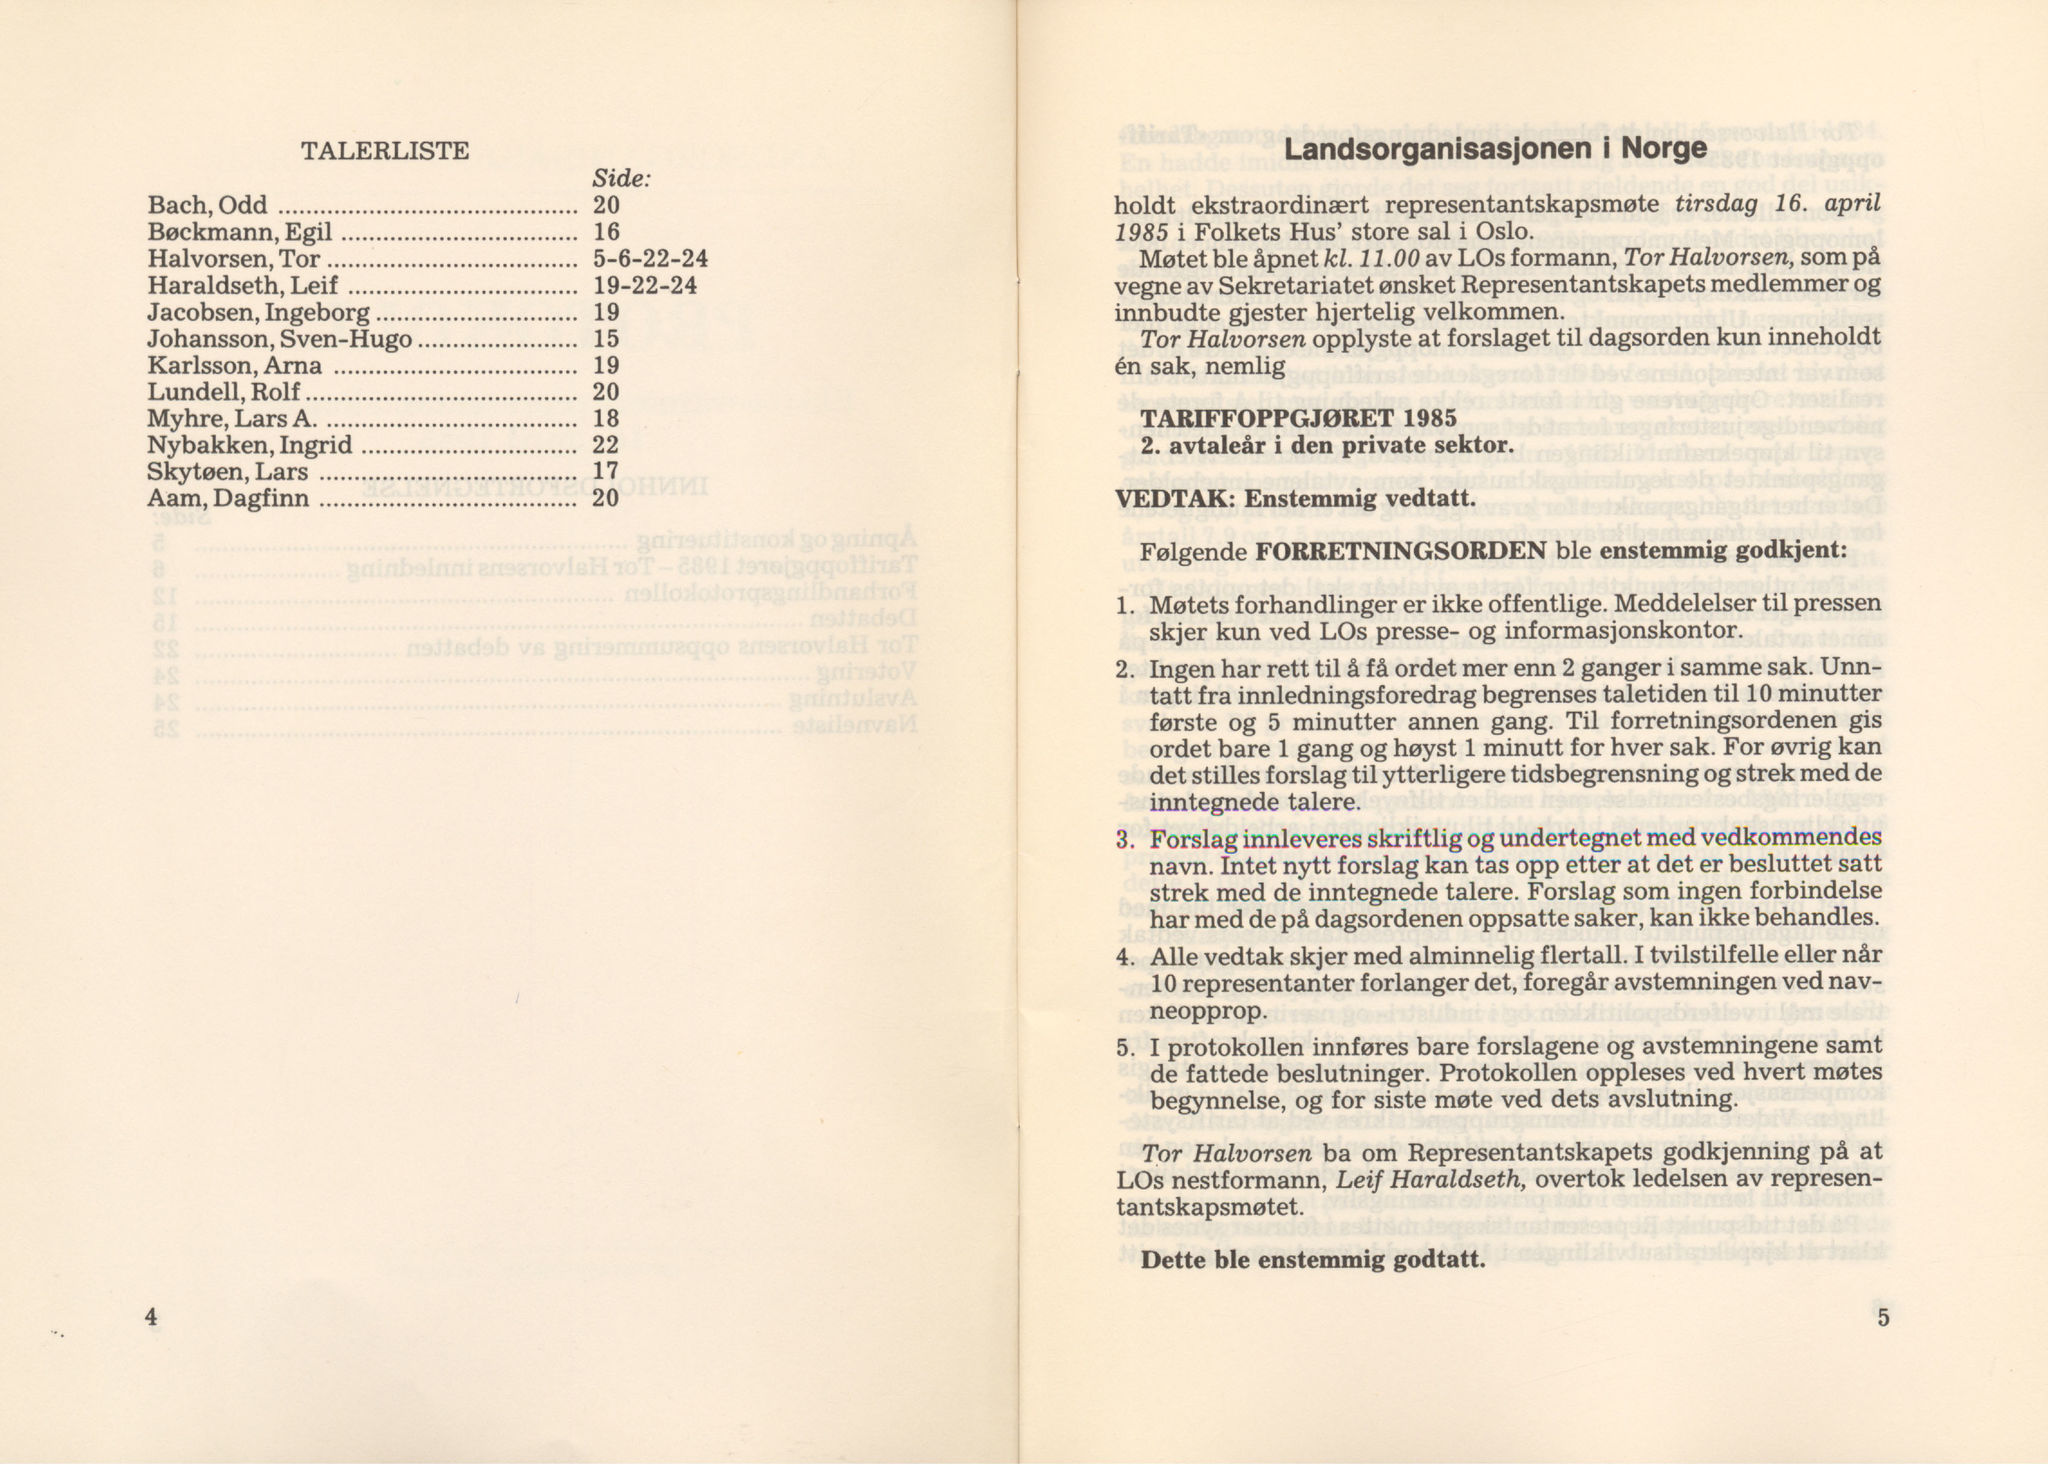 TALERLISTE
Side:
Bach, Odd ........................................ 20
Bøckmann, Egil ................................ 16
Halvorsen, Tor .................................. 5-6-22-24
Haraldseth, Leif ............................... 19-22-24
Jacobsen, Ingeborg ........................... 19
Johansson, Sven-Hugo ..................... 15
Karlsson, Arna ................................. 19
Lundell, Rolf ..................................... 20
Myhre, Lars A. .................................. 18
Nybakken, Ingrid ............................. 22
Skytøen, Lars ................................... 17
Aam, Dagfinn ................................... 20
4
Landsorganisasjonen i Norge
holdt ekstraordinært representantskapsmøte tirsdag 16. april
1985 i Folkets Hus’ store sal i Oslo.
Møtet ble åpnet kl. 11.00 av LOs formann, Tor Halvorsen, som på
vegne av Sekretariatet ønsket Representantskapets medlemmer og
innbudte gjester hjertelig velkommen.
Tor Halvorsen opplyste at forslaget til dagsorden kun inneholdt
én sak, nemlig
TARIFFOPPGJØRET 1985
2. avtaleår i den private sektor.
VEDTAK: Enstemmig vedtatt.
Følgende FORRETNINGSORDEN ble enstemmig godkjent:
1. Møtets forhandlinger er ikke offentlige. Meddelelser til pressen
skjer kun ved LOs presse- og informasjonskontor.
2. Ingen har rett til å få ordet mer enn 2 ganger i samme sak. Unn-
tatt fra innledningsforedrag begrenses taletiden til 10 minutter
første og 5 minutter annen gang. Til forretningsordenen gis
ordet bare 1 gang og høyst 1 minutt for hver sak. For øvrig kan
det stilles forslag til ytterligere tidsbegrensning og strek med de
inntegnede talere.
3. Forslag innleveres skriftlig og undertegnet med vedkommendes
navn. Intet nytt forslag kan tas opp etter at det er besluttet satt
strek med de inntegnede talere. Forslag som ingen forbindelse
har med de på dagsordenen oppsatte saker, kan ikke behandles.
4. Alle vedtak skjer med alminnelig flertall. I tvilstilfelle eller når
10 representanter forlanger det, foregår avstemningen ved nav-
neopprop.
5. I protokollen innføres bare forslagene og avstemningene samt
de fattede beslutninger. Protokollen oppleses ved hvert møtes
begynnelse, og for siste møte ved dets avslutning.
Tor Halvorsen ba om Representantskapets godkjenning på at
LOs nestformann, Leif Haraldseth, overtok ledelsen av represen-
tantskapsmøtet.
Dette ble enstemmig godtatt.
5